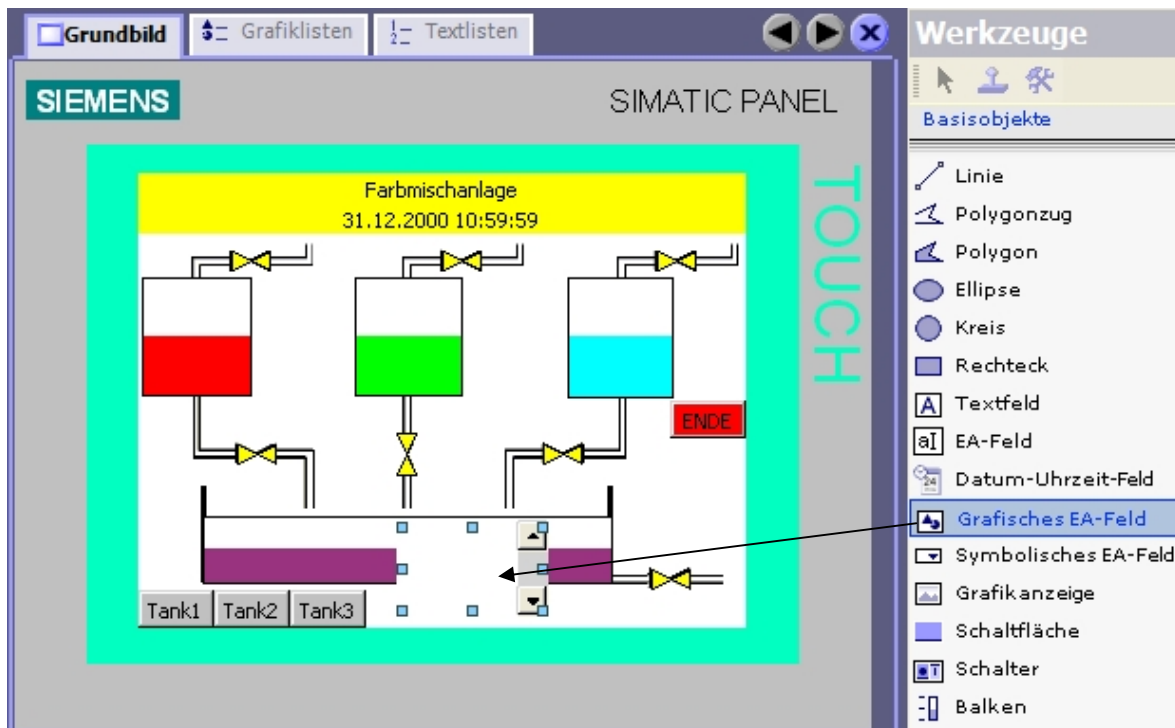 Grundbild
Grafiklisten
Textlisten
SIEMENS
SIMATIC PANEL
TOUCH
Farbmischanlage
31.12.2000 10:59:59
ENDE
Tank1
Tank2
Tank3
Werkzeuge
Basisobjekte
Linie
Polygonzug
Polygon
Ellipse
Kreis
Rechteck
A Textfeld
aI EA-Feld
24 Datum-Uhrzeit-Feld
Grafisches EA-Feld
Symbolisches EA-Feld
Grafikanzeige
Schaltfläche
T Schalter
Balken